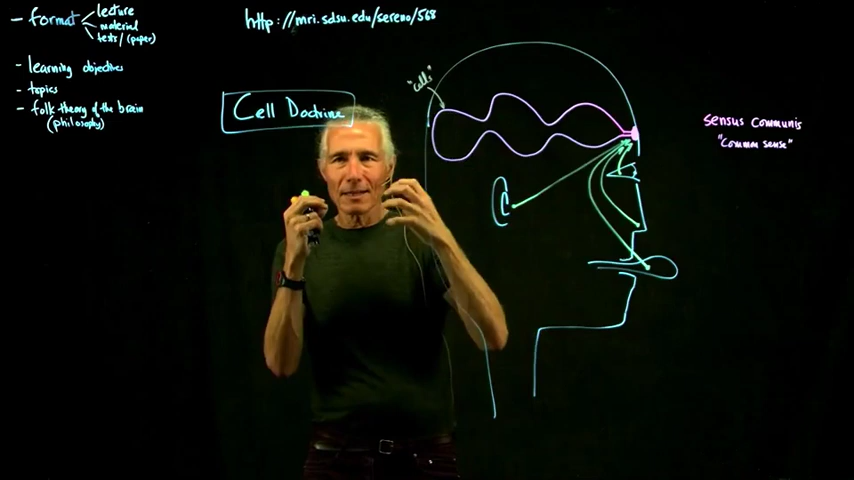 - format
lecture
material
tests/(paper)
- learning objectives
- topics
- folk theory of the brain
(philosophy)
http://mri.sdsu.edu/sereno/568
Cell Doctrine
"cells"
sensus communis
"Common sense"